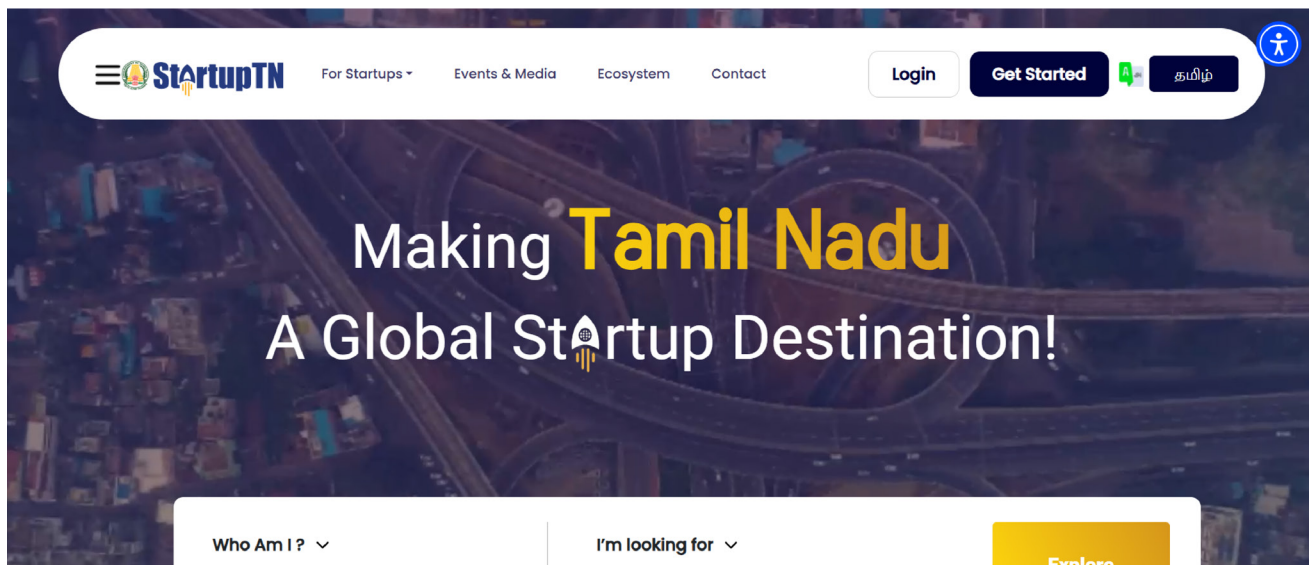 StartupTN
For Startups
Events & Media
Ecosystem
Contact
Login
Get Started
தமிழ்
Making Tamil Nadu
A Global Startup Destination!
Who Am I ?
I'm looking for
Explore